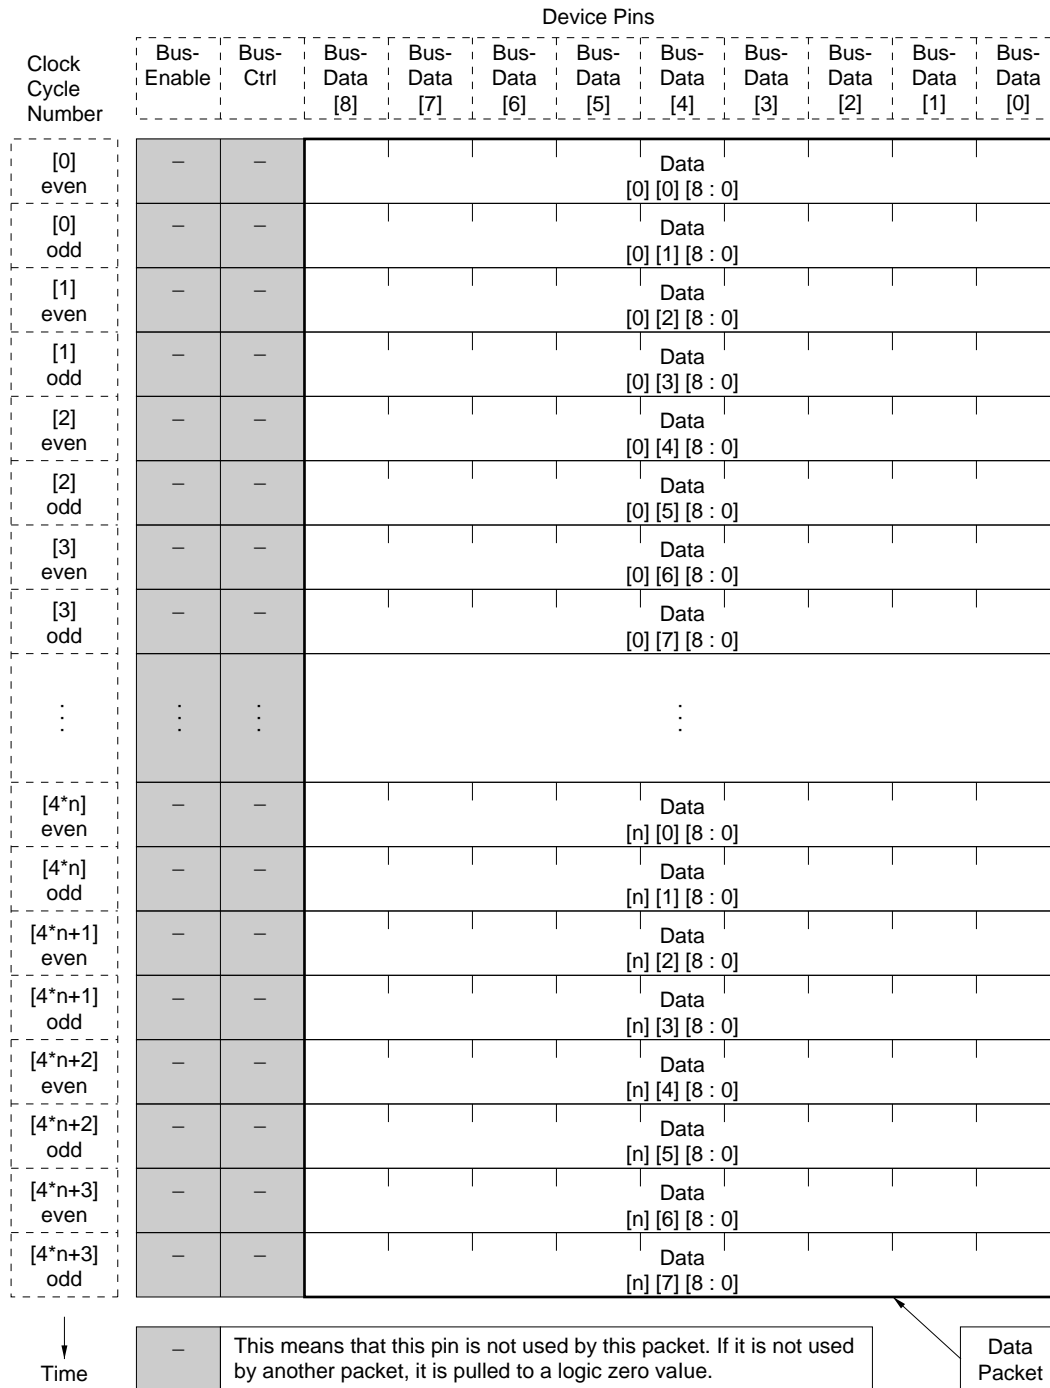 Device Pins
Clock
Cycle
Number
Bus-
Enable
Bus-
Ctrl
Bus-
Data
[8]
Bus-
Data
[7]
Bus-
Data
[6]
Bus-
Data
[5]
Bus-
Data
[4]
Bus-
Data
[3]
Bus-
Data
[2]
Bus-
Data
[1]
Bus-
Data
[0]
[0]
even
– –
Data
[0] [0] [8 : 0]
[0]
odd
– –
Data
[0] [1] [8 : 0]
[1]
even
– –
Data
[0] [2] [8 : 0]
[1]
odd
– –
Data
[0] [3] [8 : 0]
[2]
even
– –
Data
[0] [4] [8 : 0]
[2]
odd
– –
Data
[0] [5] [8 : 0]
[3]
even
– –
Data
[0] [6] [8 : 0]
[3]
odd
– –
Data
[0] [7] [8 : 0]
⋮ ⋮ ⋮ ⋮
[4*n]
even
– –
Data
[n] [0] [8 : 0]
[4*n]
odd
– –
Data
[n] [1] [8 : 0]
[4*n+1]
even
– –
Data
[n] [2] [8 : 0]
[4*n+1]
odd
– –
Data
[n] [3] [8 : 0]
[4*n+2]
even
– –
Data
[n] [4] [8 : 0]
[4*n+2]
odd
– –
Data
[n] [5] [8 : 0]
[4*n+3]
even
– –
Data
[n] [6] [8 : 0]
[4*n+3]
odd
– –
Data
[n] [7] [8 : 0]
Time
–
This means that this pin is not used by this packet. If it is not used
by another packet, it is pulled to a logic zero value.
Data
Packet